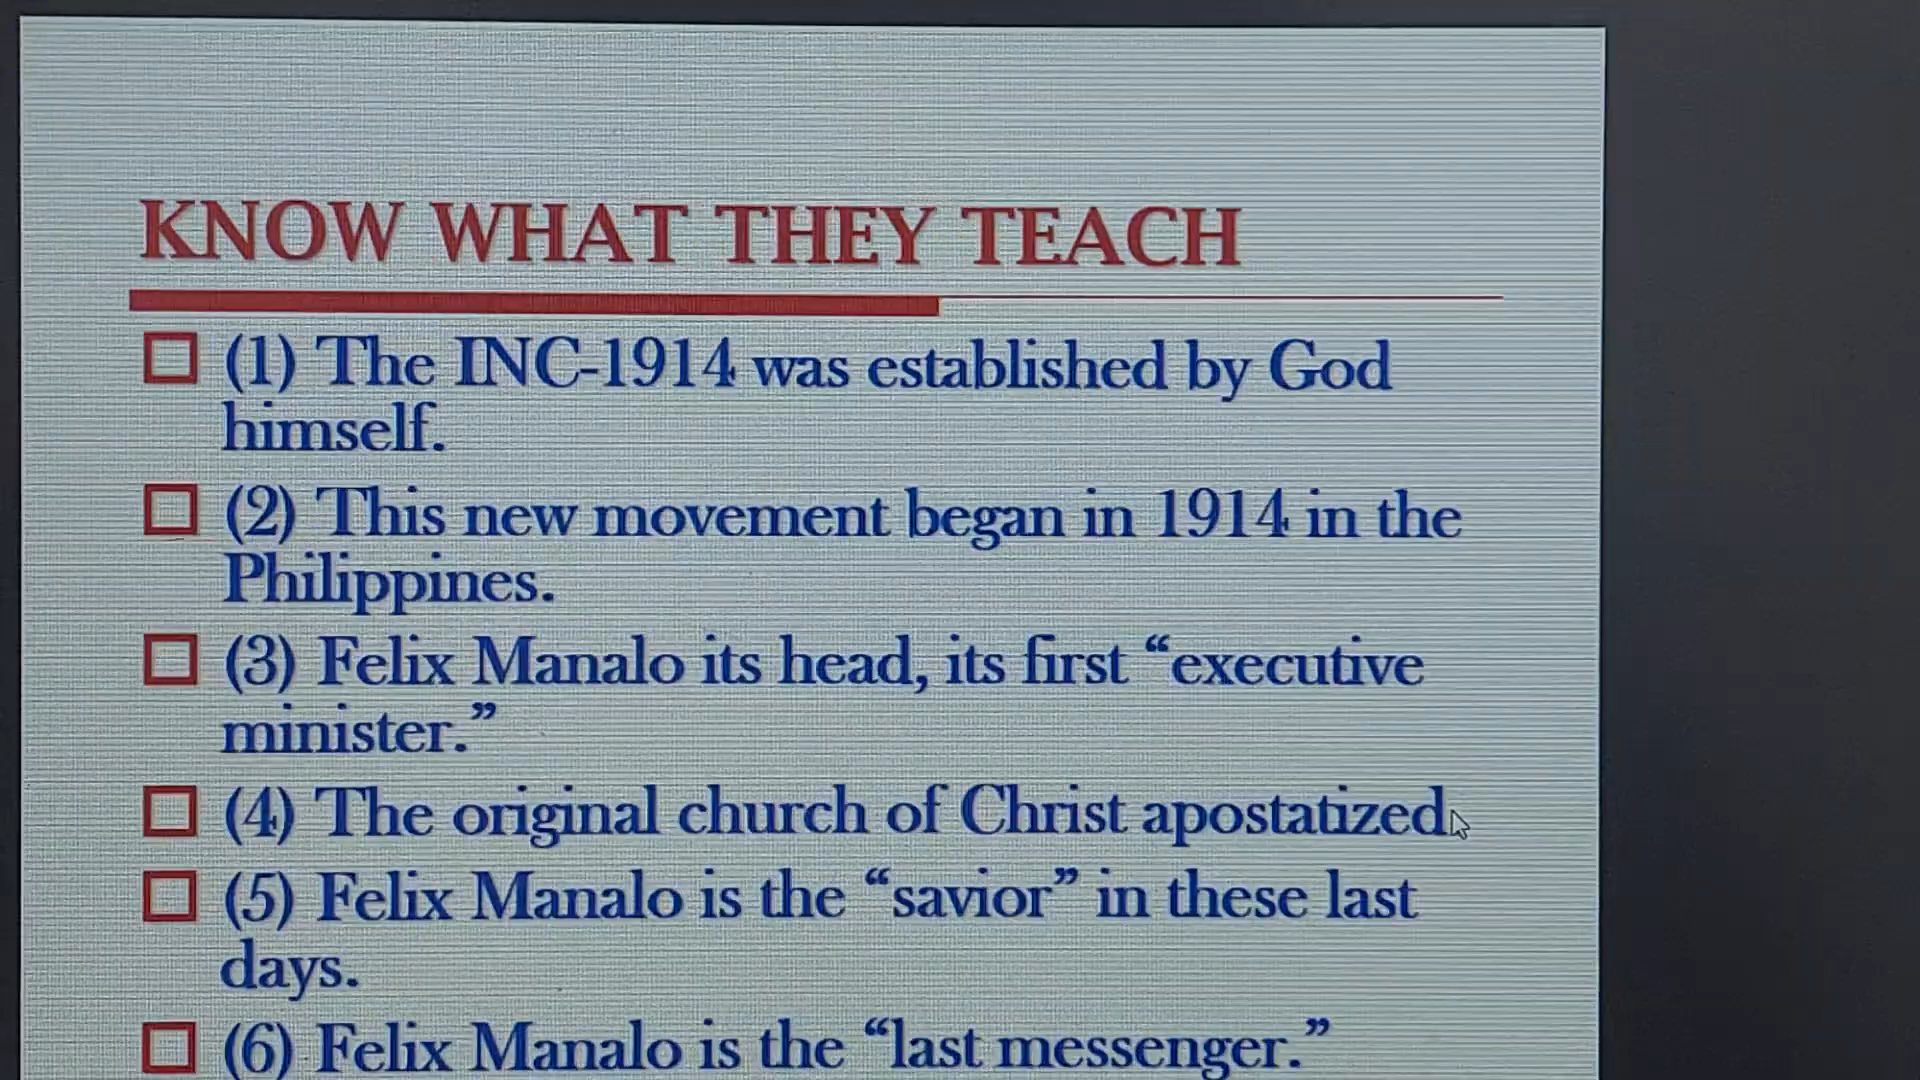 KNOW WHAT THEY TEACH
(1) The INC-1914 was established by God
himself.
(2) This new movement began in 1914 in the
Philippines.
(3) Felix Manalo its head, its first “executive
minister.”
(4) The original church of Christ apostatized.
(5) Felix Manalo is the “savior” in these last
days.
(6) Felix Manalo is the “last messenger.”